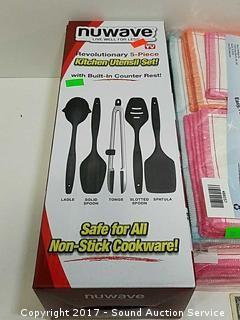 nuwave
LIVE WELL FOR LESS
Revolutionary 5-Piece
Kitchen Utensil Set!
with Built-In Counter Rest!
LADLE
SOLID
SPOON
TONGS
SLOTTED
SPOON
SPATULA
Safe for All
Non-Stick Cookware!
nuwave
Copyright 2017 - Sound Auction Service